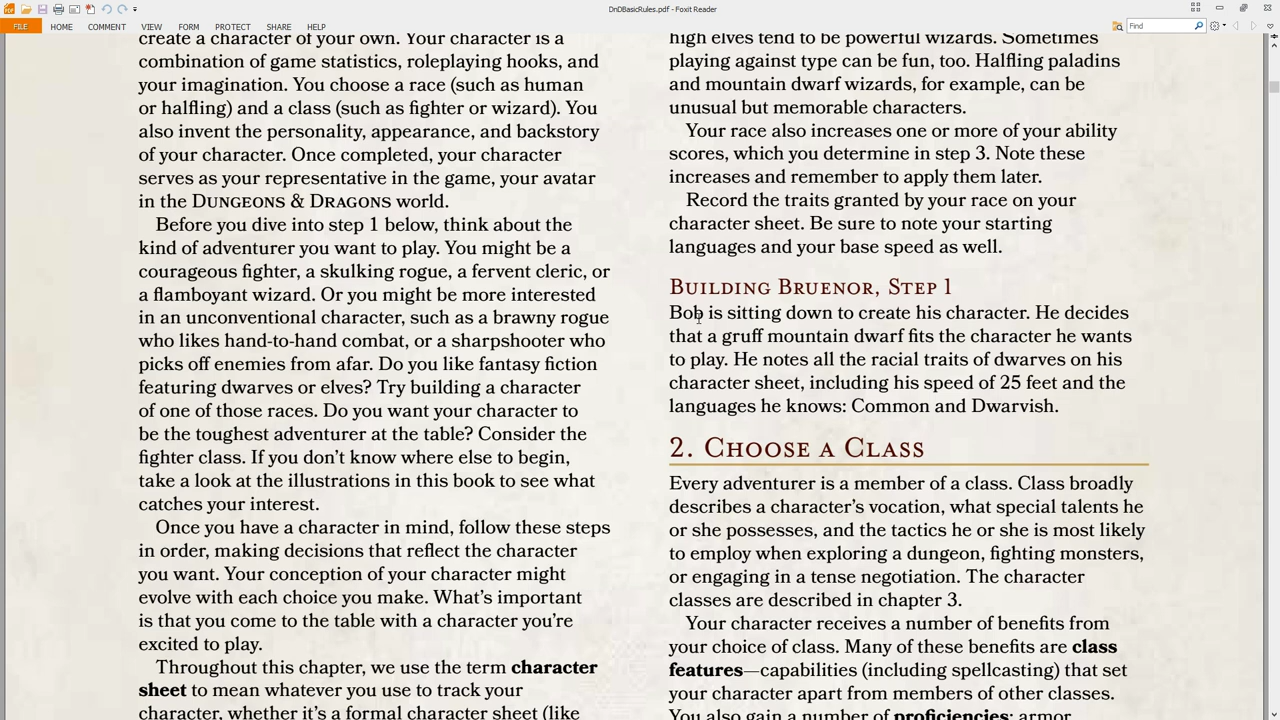 DnDBasicRules.pdf - Foxit Reader
FILE HOME COMMENT VIEW FORM PROTECT SHARE HELP
Find
create a character of your own. Your character is a
combination of game statistics, roleplaying hooks, and
your imagination. You choose a race (such as human
or halfling) and a class (such as fighter or wizard). You
also invent the personality, appearance, and backstory
of your character. Once completed, your character
serves as your representative in the game, your avatar
in the DUNGEONS & DRAGONS world.
Before you dive into step 1 below, think about the
kind of adventurer you want to play. You might be a
courageous fighter, a skulking rogue, a fervent cleric, or
a flamboyant wizard. Or you might be more interested
in an unconventional character, such as a brawny rogue
who likes hand-to-hand combat, or a sharpshooter who
picks off enemies from afar. Do you like fantasy fiction
featuring dwarves or elves? Try building a character
of one of those races. Do you want your character to
be the toughest adventurer at the table? Consider the
fighter class. If you don’t know where else to begin,
take a look at the illustrations in this book to see what
catches your interest.
Once you have a character in mind, follow these steps
in order, making decisions that reflect the character
you want. Your conception of your character might
evolve with each choice you make. What’s important
is that you come to the table with a character you’re
excited to play.
Throughout this chapter, we use the term character
sheet to mean whatever you use to track your
character, whether it’s a formal character sheet (like
high elves tend to be powerful wizards. Sometimes
playing against type can be fun, too. Halfling paladins
and mountain dwarf wizards, for example, can be
unusual but memorable characters.
Your race also increases one or more of your ability
scores, which you determine in step 3. Note these
increases and remember to apply them later.
Record the traits granted by your race on your
character sheet. Be sure to note your starting
languages and your base speed as well.
BUILDING BRUENOR, STEP 1
Bob is sitting down to create his character. He decides
that a gruff mountain dwarf fits the character he wants
to play. He notes all the racial traits of dwarves on his
character sheet, including his speed of 25 feet and the
languages he knows: Common and Dwarvish.
2. CHOOSE A CLASS
Every adventurer is a member of a class. Class broadly
describes a character’s vocation, what special talents he
or she possesses, and the tactics he or she is most likely
to employ when exploring a dungeon, fighting monsters,
or engaging in a tense negotiation. The character
classes are described in chapter 3.
Your character receives a number of benefits from
your choice of class. Many of these benefits are class
features—capabilities (including spellcasting) that set
your character apart from members of other classes.
You also gain a number of proficiencies: armor,